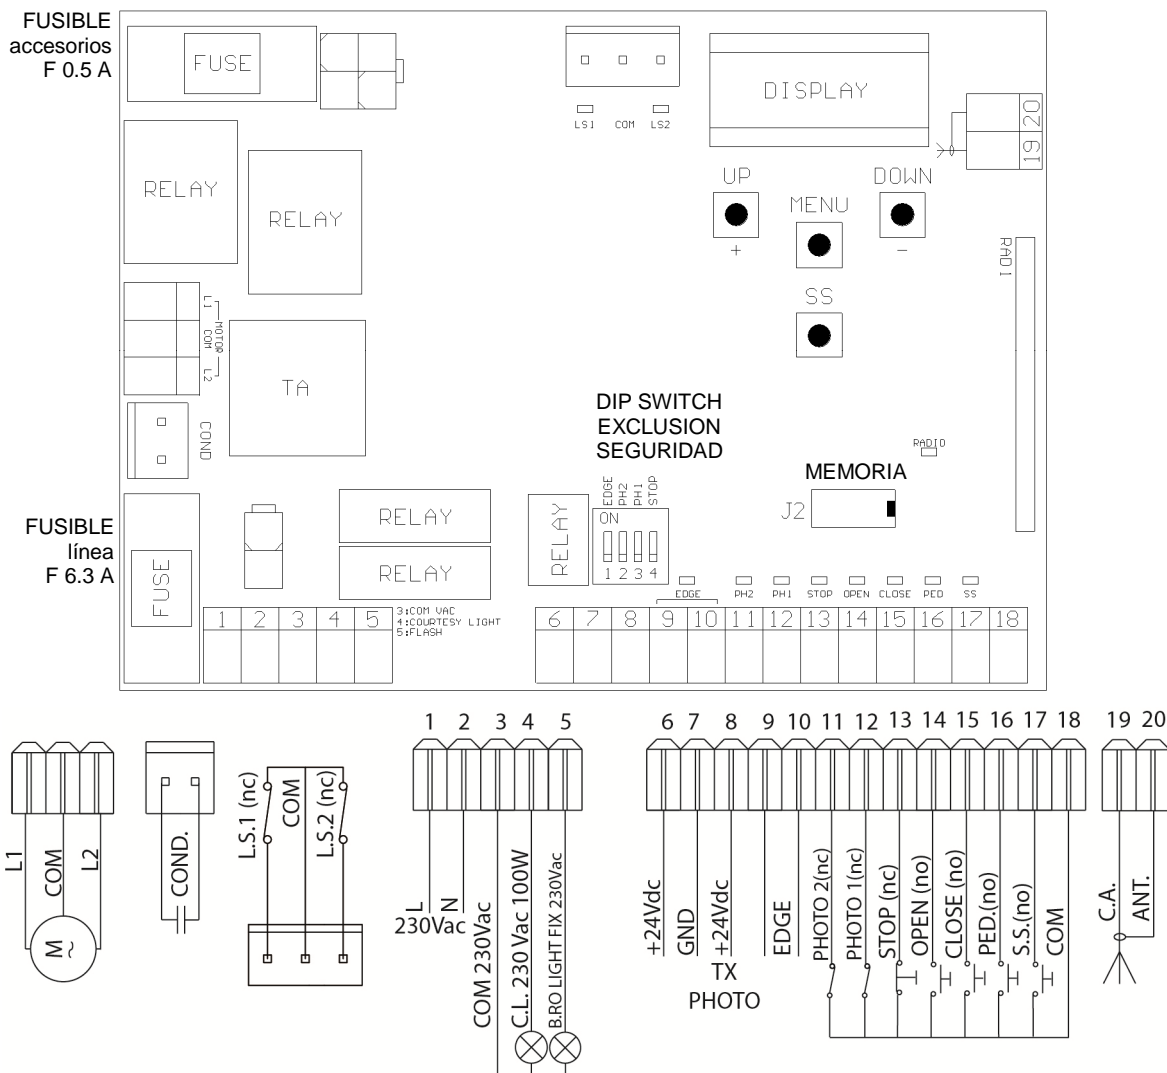 FUSIBLE
accesorios
F 0.5 A
FUSE
LS1 COM LS2
DISPLAY
19 20
RELAY
RELAY
UP
DOWN
MENU
+
-
SS
RAD1
L1
COM
L2
MOTOR
TA
COND
DIP SWITCH
EXCLUSION
SEGURIDAD
RADIO
MEMORIA
J2
FUSIBLE
línea
F 6.3 A
FUSE
RELAY
RELAY
RELAY
EDGE
PH2
PH1
STOP
ON
1 2 3 4
EDGE PH2 PH1 STOP OPEN CLOSE PED SS
1 2 3 4 5
3:COM VAC
4:COURTESY LIGHT
5:FLASH
6 7 8 9 10 11 12 13 14 15 16 17 18
1 2 3 4 5
6 7 8 9 10 11 12 13 14 15 16 17 18
19 20
L1
COM
L2
M
~
COND.
L.S.1 (nc)
COM
L.S.2 (nc)
L
N
230Vac
COM 230Vac
C.L. 230 Vac 100W
B.RO LIGHT FIX 230Vac
+24Vdc
GND
+24Vdc
TX
PHOTO
EDGE
PHOTO 2(nc)
PHOTO 1(nc)
STOP (nc)
OPEN (no)
CLOSE (no)
PED.(no)
S.S.(no)
COM
C.A.
ANT.